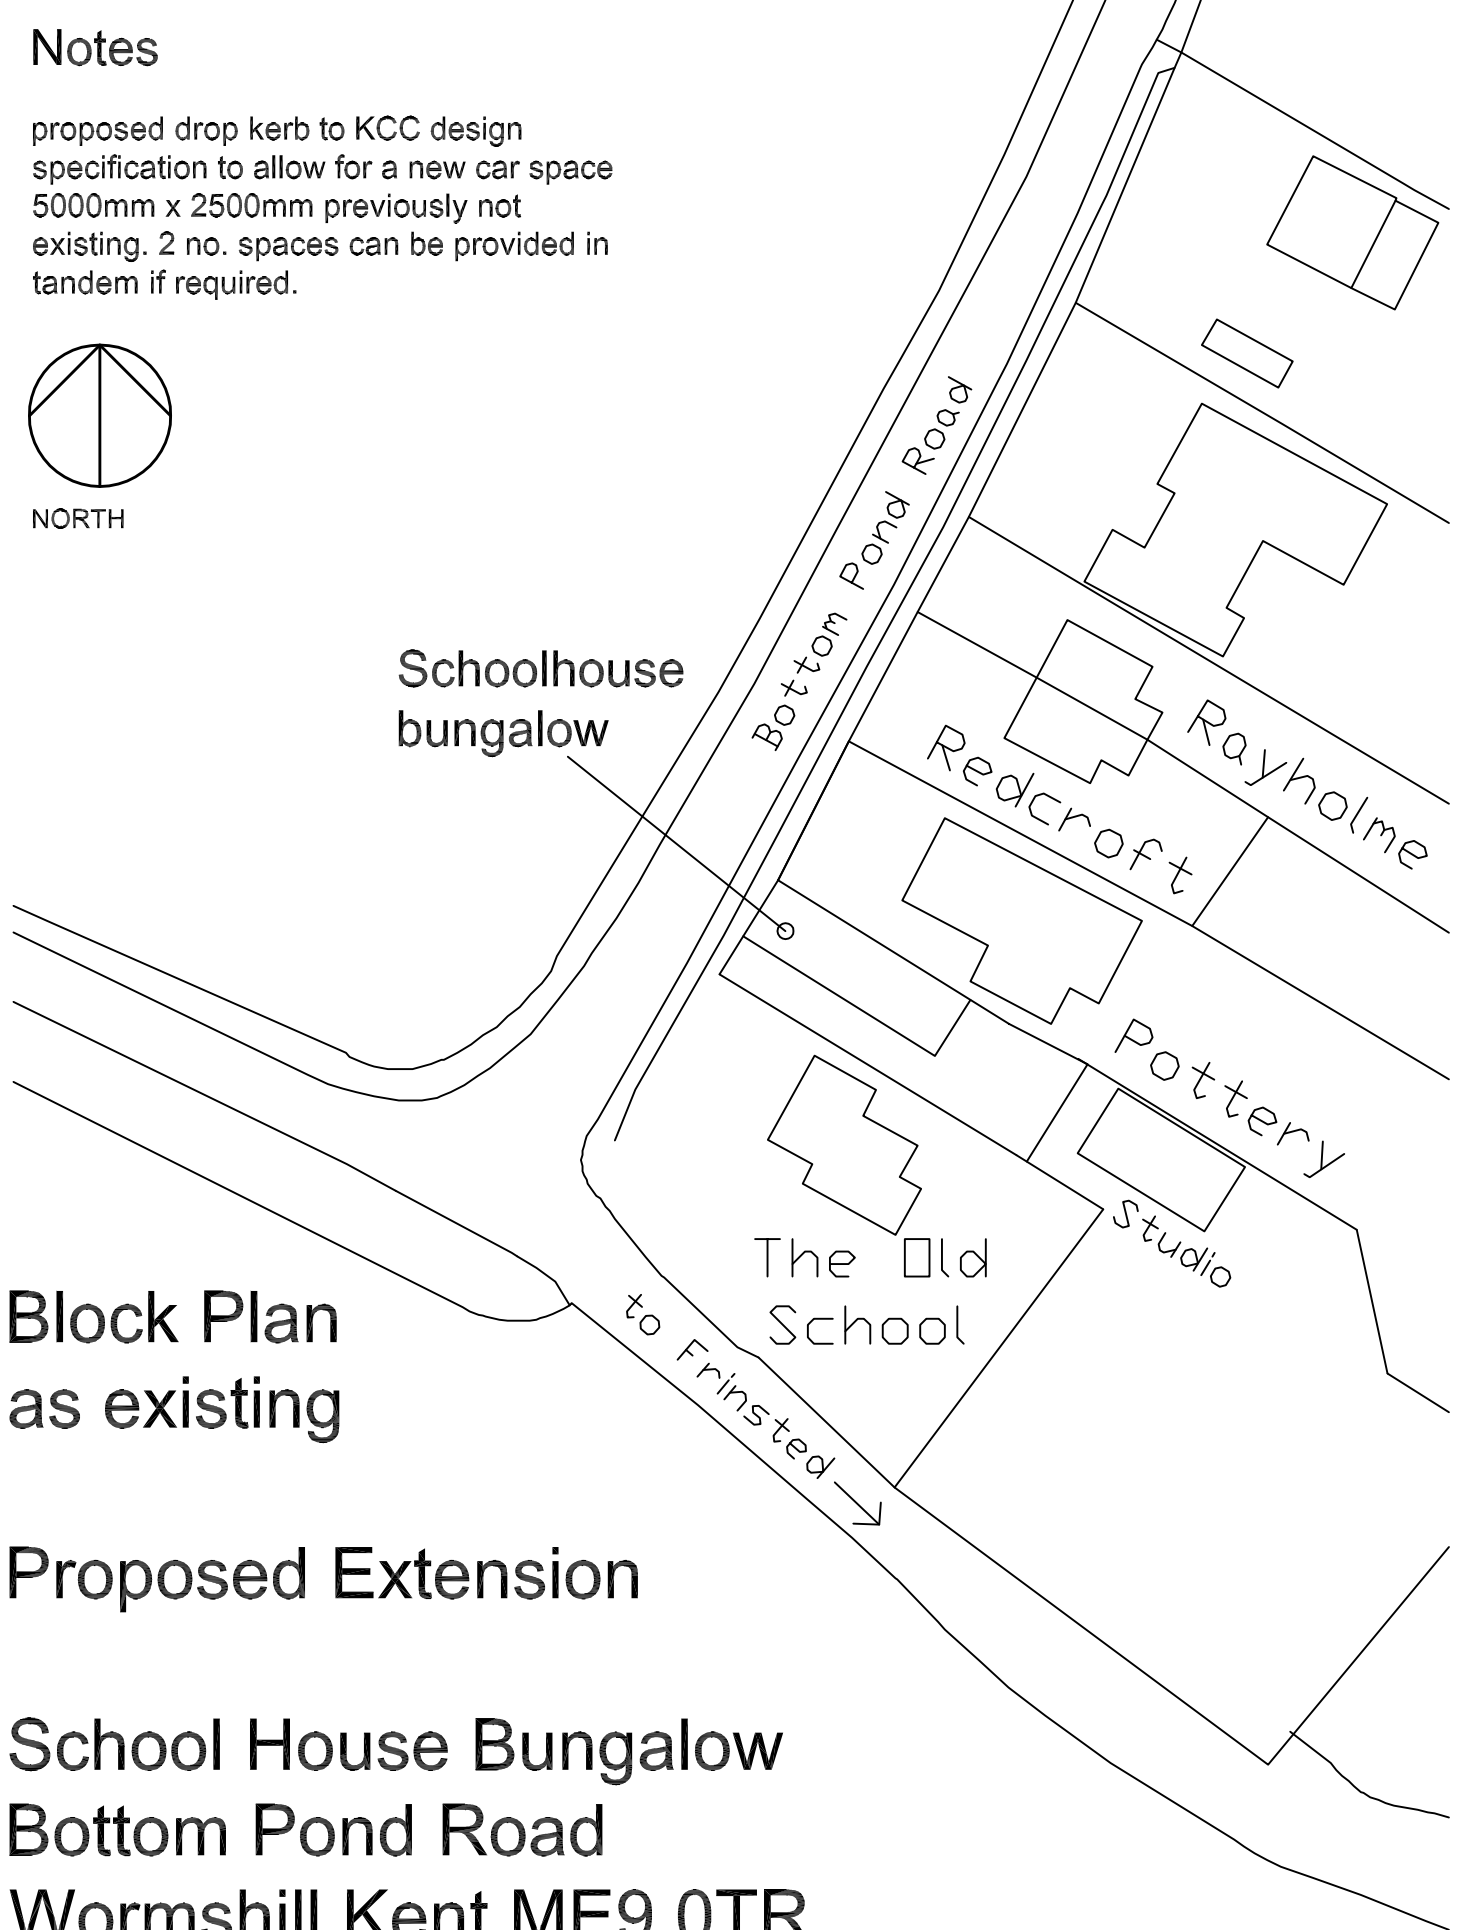 Notes
proposed drop kerb to KCC design
specification to allow for a new car space
5000mm x 2500mm previously not
existing. 2 no. spaces can be provided in
tandem if required.
NORTH
Bottom Pond Road
Schoolhouse
bungalow
Rayholme
Redcroft
Pottery
Studio
The Old
School
to Frinsted
Block Plan
as existing
Proposed Extension
School House Bungalow
Bottom Pond Road
Wormshill Kent ME9 0TR